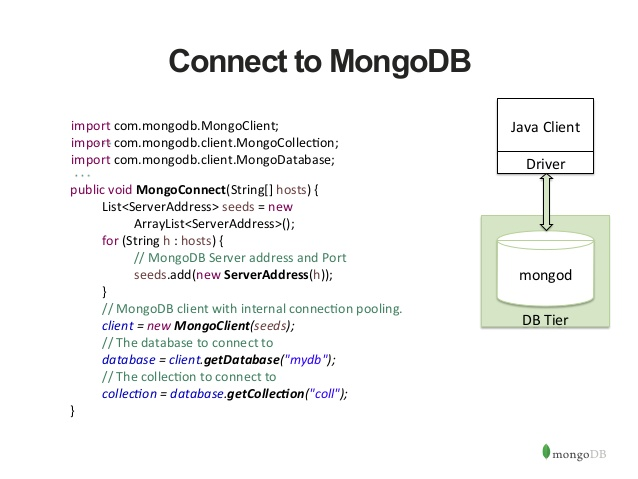 Connect to MongoDB
import com.mongodb.MongoClient;
import com.mongodb.client.MongoCollection;
import com.mongodb.client.MongoDatabase;
...
public void MongoConnect(String[] hosts) {
List<ServerAddress> seeds = new
ArrayList<ServerAddress>();
for (String h : hosts) {
// MongoDB Server address and Port
seeds.add(new ServerAddress(h));
}
// MongoDB client with internal connection pooling.
client = new MongoClient(seeds);
// The database to connect to
database = client.getDatabase("mydb");
// The collection to connect to
collection = database.getCollection("coll");
}
Java Client
Driver
mongod
DB Tier
mongoDB